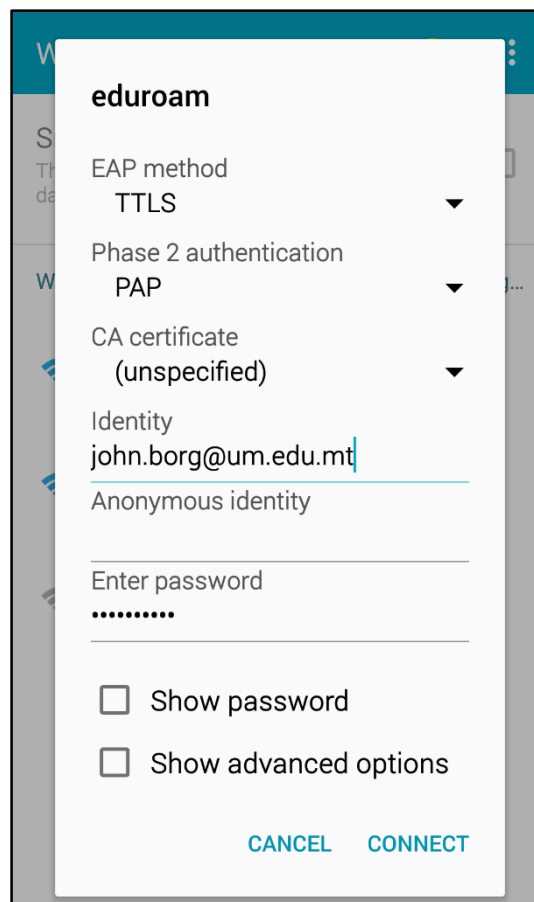 eduroam
EAP method
TTLS
Phase 2 authentication
PAP
CA certificate
(unspecified)
Identity
john.borg@um.edu.mt
Anonymous identity
Enter password
••••••••••
Show password
Show advanced options
CANCEL CONNECT